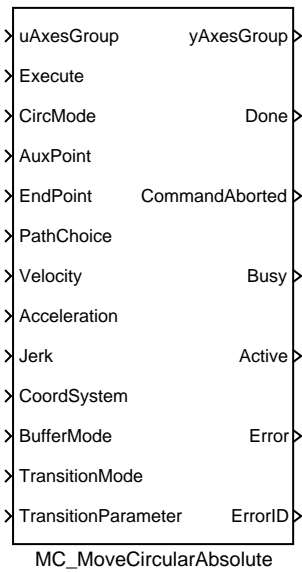 uAxesGroup yAxesGroup
Execute
CircMode Done
AuxPoint
EndPoint CommandAborted
PathChoice
Velocity Busy
Acceleration
Jerk Active
CoordSystem
BufferMode Error
TransitionMode
TransitionParameter ErrorID
MC_MoveCircularAbsolute